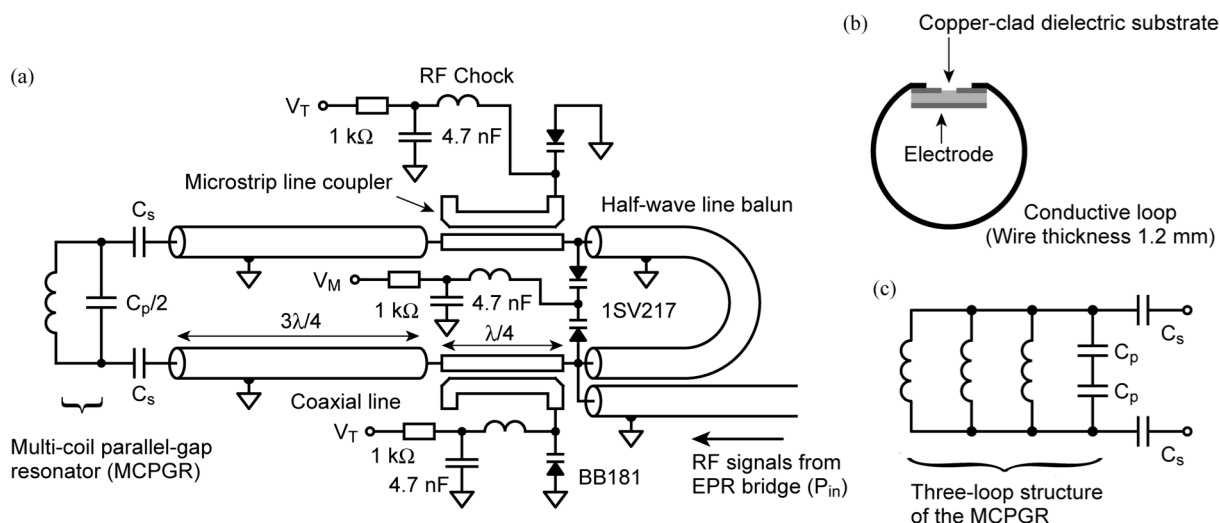 (a)
RF Chock
V_T
1 kΩ
4.7 nF
Microstrip line coupler
Half-wave line balun
C_s
V_M
C_p/2
1 kΩ
4.7 nF
1SV217
3λ/4
λ/4
C_s
Coaxial line
V_T
1 kΩ
4.7 nF
BB181
Multi-coil parallel-gap
resonator (MCPGR)
RF signals from
EPR bridge (P_in)
(b)
Copper-clad dielectric substrate
Electrode
Conductive loop
(Wire thickness 1.2 mm)
(c)
C_s
C_p
C_p
C_s
Three-loop structure
of the MCPGR